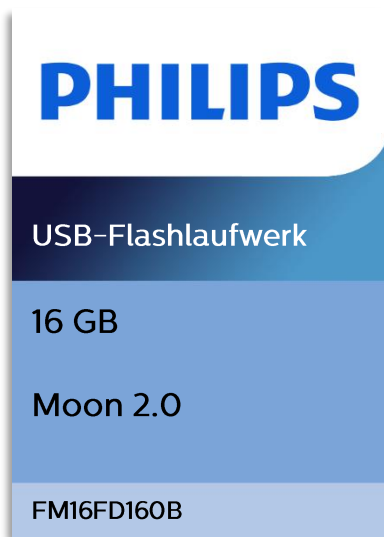 PHILIPS
USB-Flashlaufwerk
16 GB
Moon 2.0
FM16FD160B